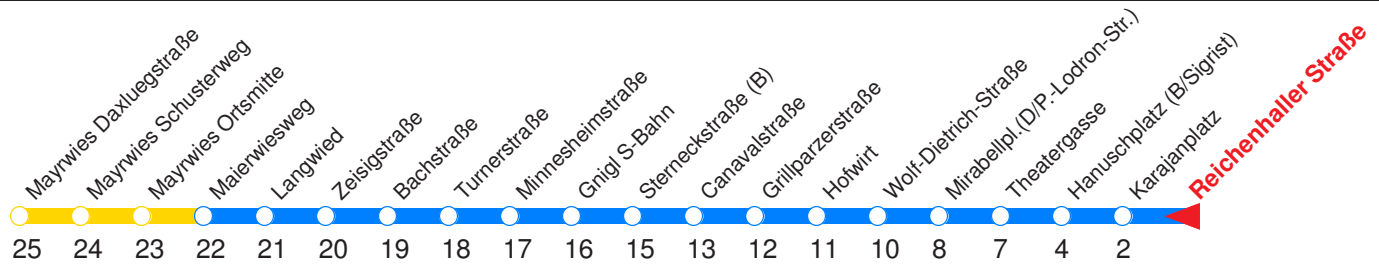 Mayrwies Daxluegstraße
Mayrwies Schusterweg
Mayrwies Ortsmitte
Maierwiesweg
Langwied
Zeisigstraße
Bachstraße
Turnerstraße
Minnesheimstraße
Gnigl S-Bahn
Sterneckstraße (B)
Canavalstraße
Grillparzerstraße
Hofwirt
Wolf-Dietrich-Straße
Mirabellpl.(D/P.-Lodron-Str.)
Theatergasse
Hanuschplatz (B/Sigrist)
Karajanplatz
Reichenhaller Straße
25 24 23 22 21 20 19 18 17 16 15 13 12 11 10 8 7 4 2